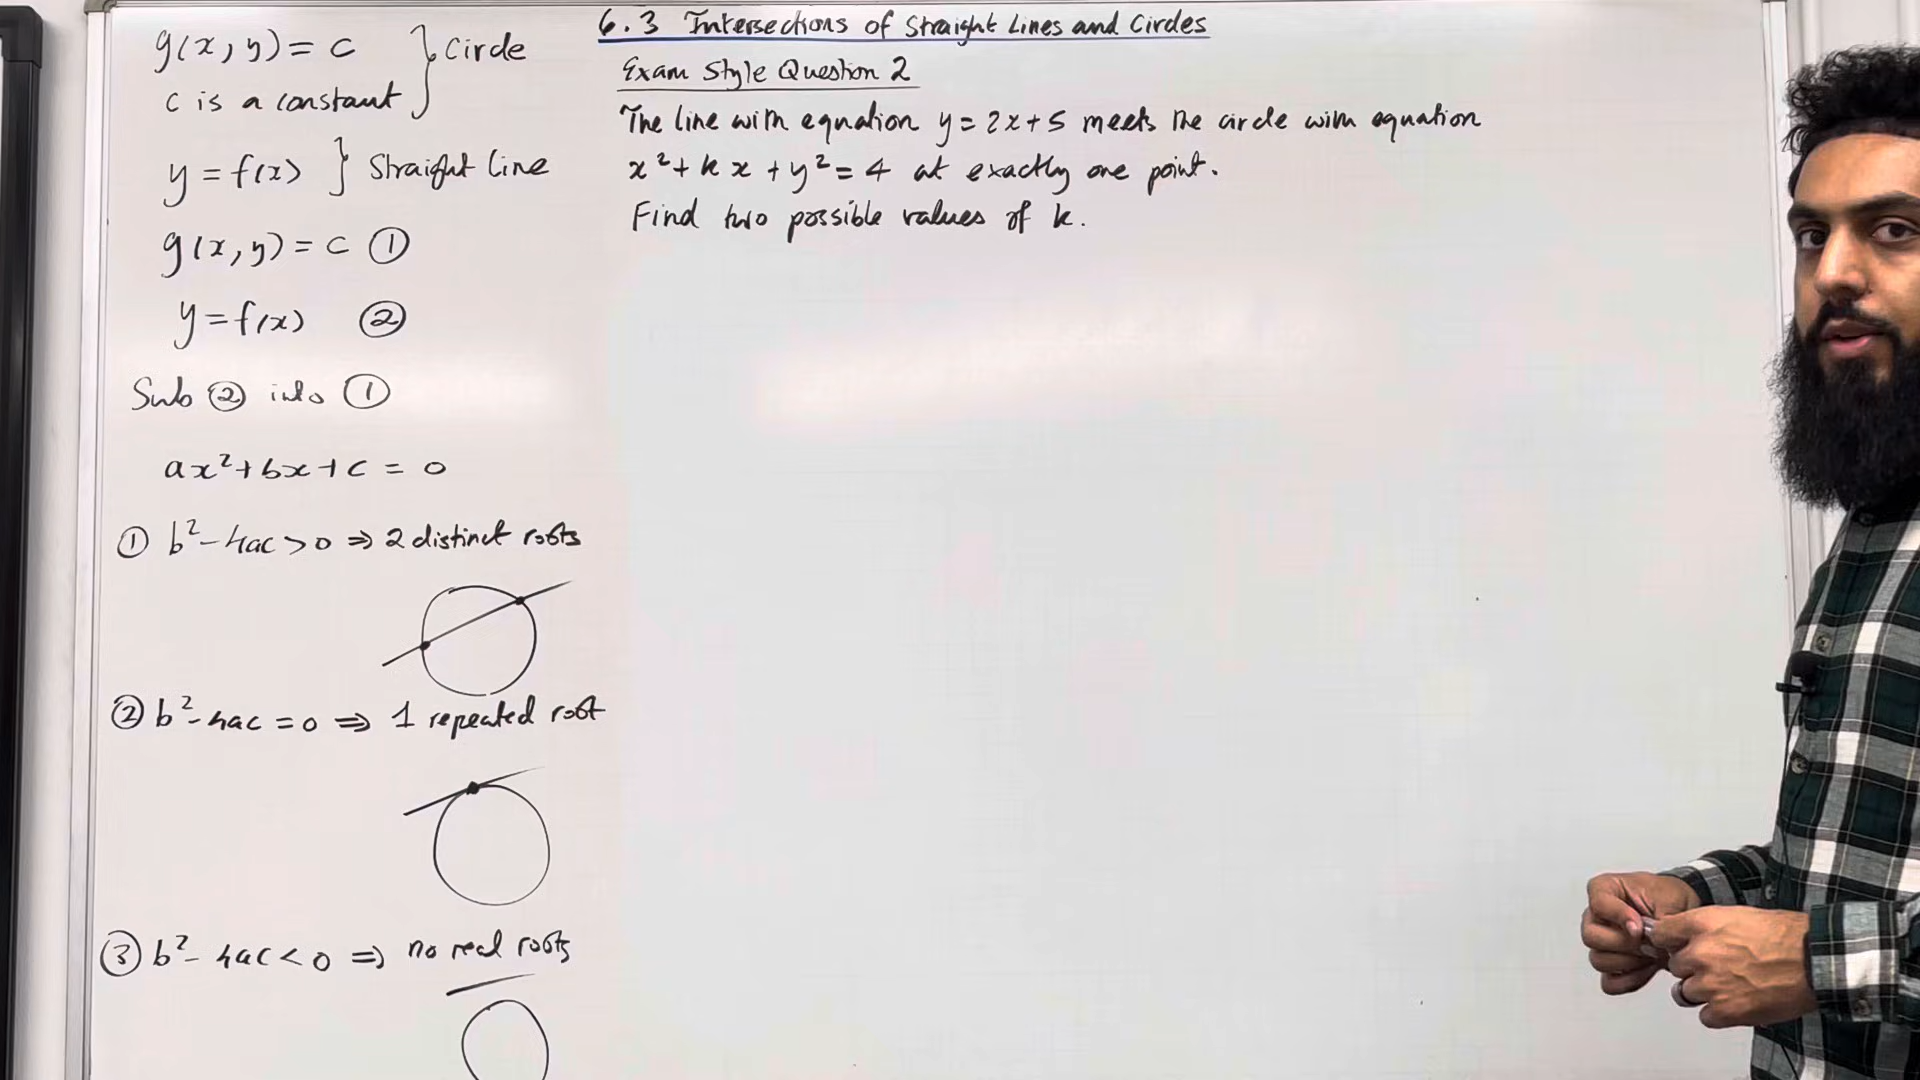 g(x, y) = c } Circle
c is a constant
y = f(x) } Straight Line
g(x, y) = c ①
y = f(x) ②
Sub ② into ①
ax² + bx + c = 0
① b² - 4ac > 0 ⇒ 2 distinct roots
② b² - 4ac = 0 ⇒ 1 repeated root
③ b² - 4ac < 0 ⇒ no real roots
6.3 Intersections of Straight Lines and Circles
Exam Style Question 2
The line with equation y = 2x + 5 meets the circle with equation
x² + kx + y² = 4 at exactly one point.
Find two possible values of k.